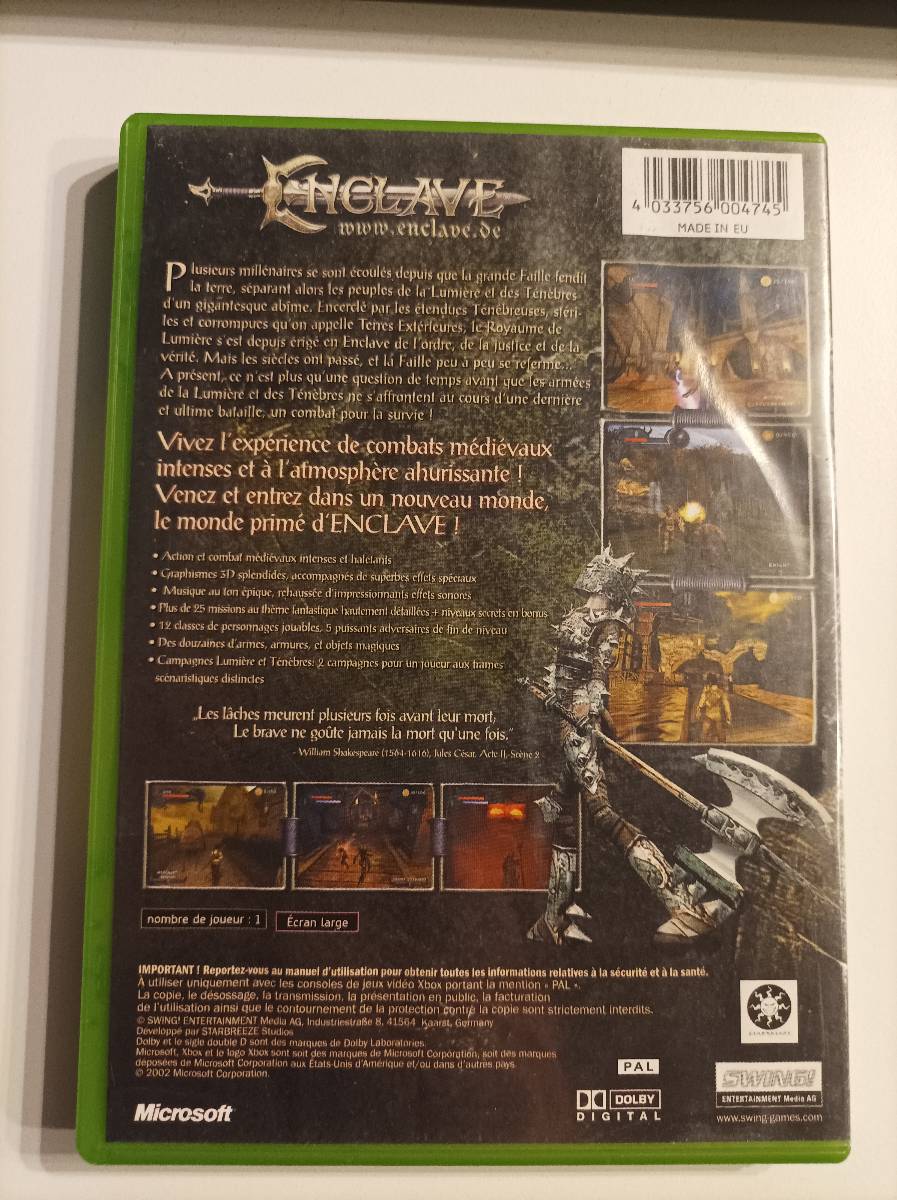 ENCLAVE
www.enclave.de
4 033756 004745
MADE IN EU
Plusieurs millénaires se sont écoulés depuis que la grande Faille fendit
la terre, séparant alors les peuples de la Lumière et des Ténèbres
d'un gigantesque abîme. Encerclé par les étendues Ténébreuses, stéri-
les et corrompues qu'on appelle Terres Extérieures, le Royaume de
Lumière s'est depuis érigé en Enclave de l'ordre, de la justice et de la
vérité. Mais les siècles ont passé, et la Faille peu à peu se referme...
A présent, ce n'est plus qu'une question de temps avant que les armées
de la Lumière et des Ténèbres ne s'affrontent au cours d'une dernière
et ultime bataille, un combat pour la survie !
Vivez l'expérience de combats médiévaux
intenses et à l'atmosphère ahurissante !
Venez et entrez dans un nouveau monde,
le monde primé d'ENCLAVE !
• Action et combat médiévaux intenses et haletants
• Graphismes 3D splendides, accompagnés de superbes effets spéciaux
• Musique au ton épique, rehaussée d'impressionnants effets sonores
• Plus de 25 missions au thème fantastique hautement détaillées + niveaux secrets en bonus
• 12 classes de personnages jouables, 5 puissants adversaires de fin de niveau
• Des douzaines d'armes, armures, et objets magiques
• Campagnes Lumière et Ténèbres: 2 campagnes pour un joueur aux trames
scénaristiques distinctes
„Les lâches meurent plusieurs fois avant leur mort,
Le brave ne goûte jamais la mort qu'une fois."
- William Shakespeare (1564-1616), Jules César, Acte II, Scène 2
nombre de joueur : 1
Écran large
IMPORTANT ! Reportez-vous au manuel d'utilisation pour obtenir toutes les informations relatives à la sécurité et à la santé.
A utiliser uniquement avec les consoles de jeux vidéo Xbox portant la mention « PAL ».
La copie, le désossage, la transmission, la présentation en public, la facturation
de l'utilisation ainsi que le contournement de la protection contre la copie sont strictement interdits.
© SWING! ENTERTAINMENT Media AG, Industriestraße 8, 41564 Kaarst, Germany
Développé par STARBREEZE Studios
Dolby et le sigle double D sont des marques de Dolby Laboratories.
Microsoft, Xbox et le logo Xbox sont soit des marques de Microsoft Corporation, soit des marques
déposées de Microsoft Corporation aux États-Unis d'Amérique et/ou dans d'autres pays.
© 2002 Microsoft Corporation.
STARBREEZE
PAL
SWING!
ENTERTAINMENT Media AG
Microsoft
DOLBY
DIGITAL
www.swing-games.com